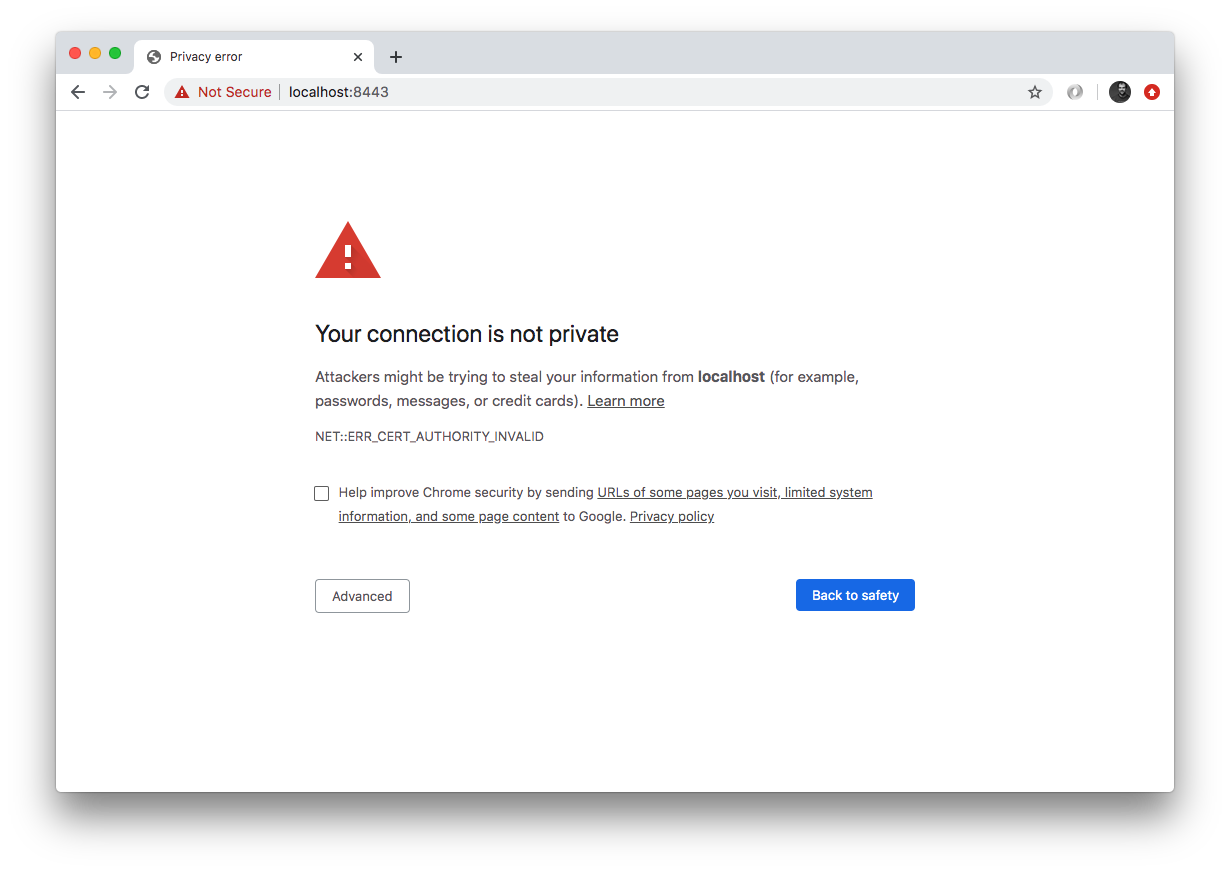 Privacy error
Not Secure localhost:8443
Your connection is not private
Attackers might be trying to steal your information from localhost (for example,
passwords, messages, or credit cards). Learn more
NET::ERR_CERT_AUTHORITY_INVALID
Help improve Chrome security by sending URLs of some pages you visit, limited system
information, and some page content to Google. Privacy policy
Advanced
Back to safety